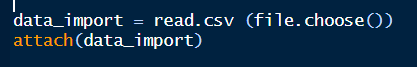 data_import = read.csv (file.choose())
attach(data_import)